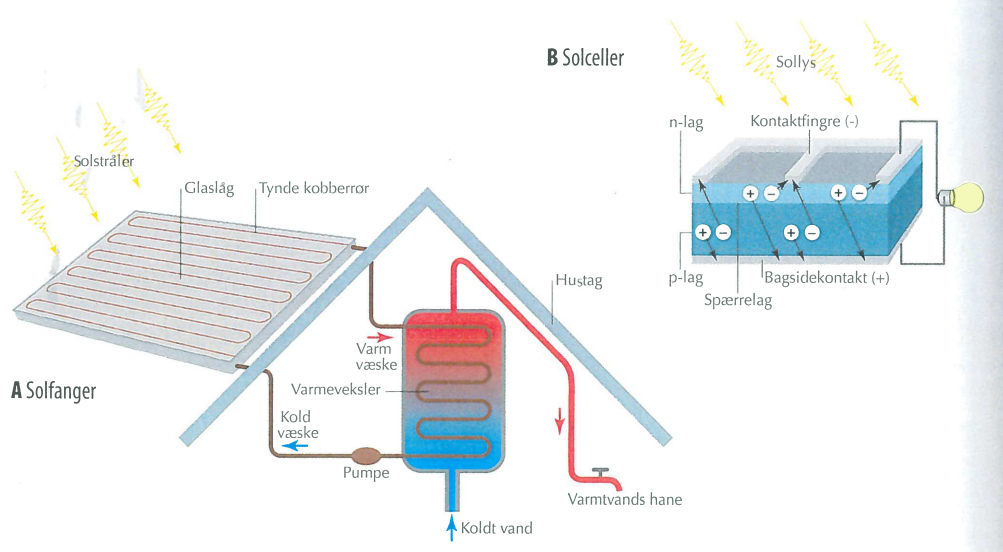 B Solceller
Sollys
n-lag
Kontaktfingre (-)
Solstråler
Glaslåg
Tynde kobberrør
p-lag
Bagsidekontakt (+)
Spærrelag
Hustag
Varm
væske
Varmeveksler
A Solfanger
Kold
væske
Pumpe
Varmtvands hane
Koldt vand